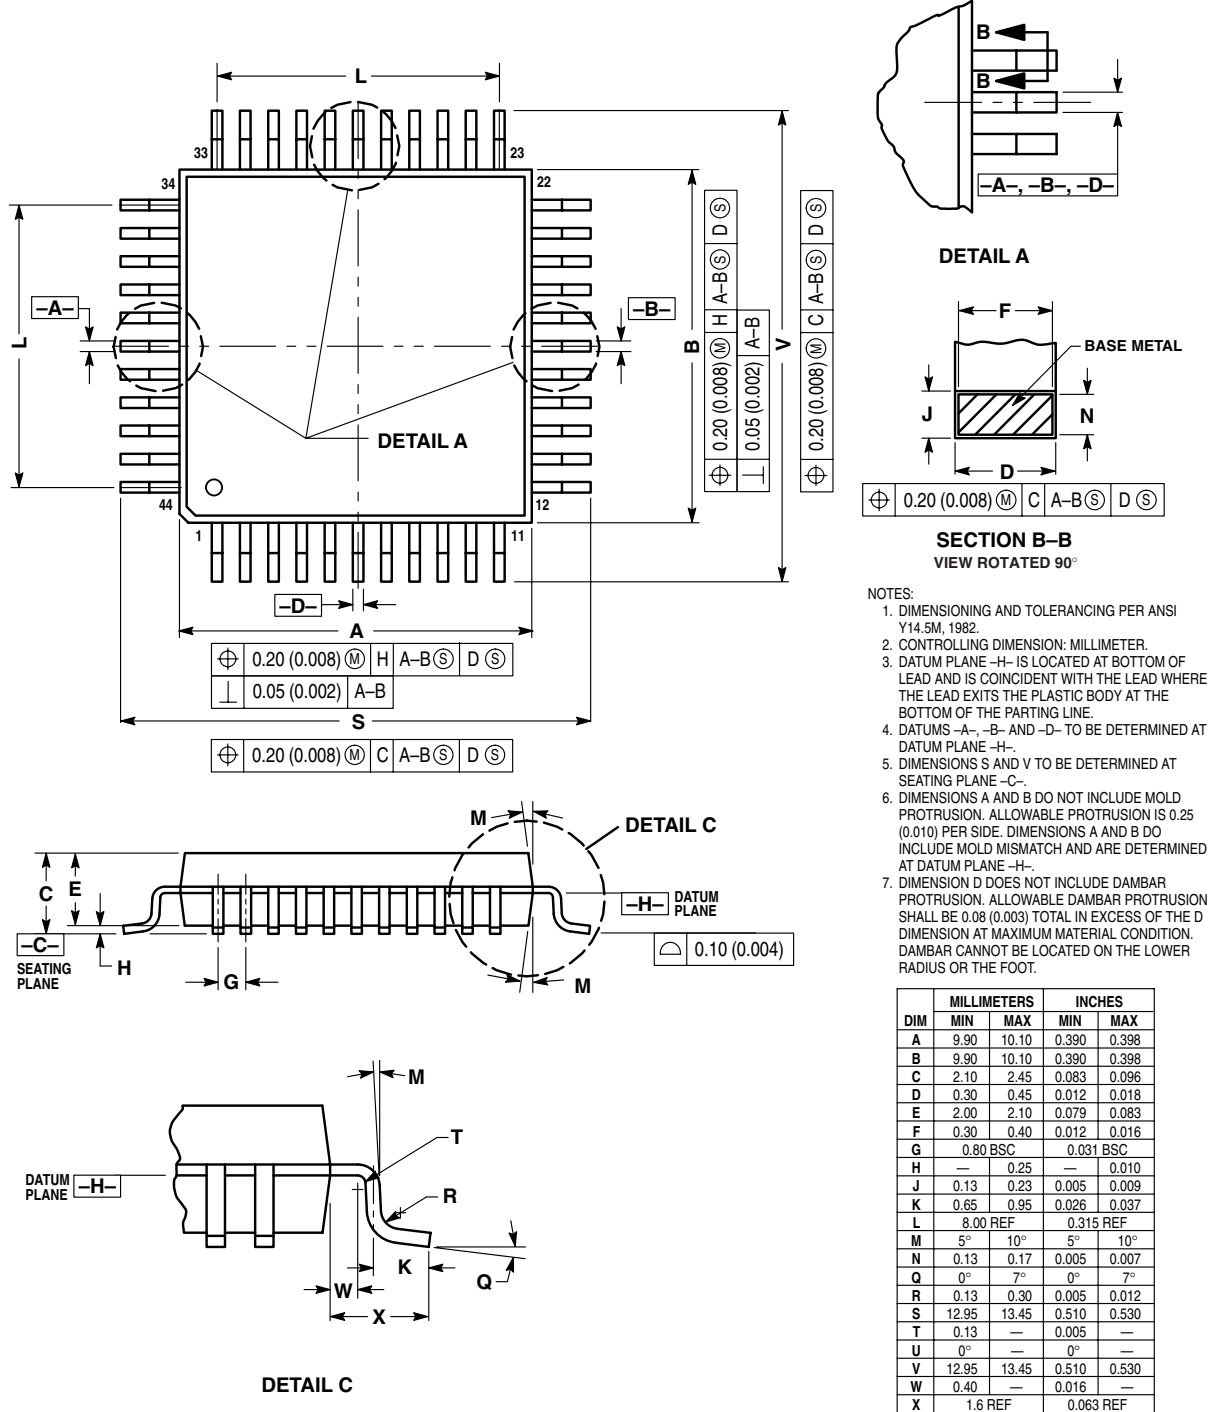 L
33
23
34
22
–A–
–B–
L
B
V
DETAIL A
44
12
1
11
–D–
A
⌖ 0.20 (0.008) Ⓜ H A–B Ⓢ D Ⓢ
⊥ 0.05 (0.002) A–B
S
⌖ 0.20 (0.008) Ⓜ C A–B Ⓢ D Ⓢ
⌖ 0.20 (0.008) Ⓜ H A–B Ⓢ D Ⓢ
⊥ 0.05 (0.002) A–B
⌖ 0.20 (0.008) Ⓜ C A–B Ⓢ D Ⓢ
B
B
–A–, –B–, –D–
DETAIL A
F
BASE METAL
J
N
D
⌖ 0.20 (0.008) Ⓜ C A–B Ⓢ D Ⓢ
SECTION B–B
VIEW ROTATED 90°
M
DETAIL C
C
E
–H–
DATUM
PLANE
–C–
SEATING
PLANE
H
G
M
⌓ 0.10 (0.004)
M
T
DATUM
PLANE
–H–
R
K
W
Q
X
DETAIL C
NOTES:
1. DIMENSIONING AND TOLERANCING PER ANSI
Y14.5M, 1982.
2. CONTROLLING DIMENSION: MILLIMETER.
3. DATUM PLANE –H– IS LOCATED AT BOTTOM OF
LEAD AND IS COINCIDENT WITH THE LEAD WHERE
THE LEAD EXITS THE PLASTIC BODY AT THE
BOTTOM OF THE PARTING LINE.
4. DATUMS –A–, –B– AND –D– TO BE DETERMINED AT
DATUM PLANE –H–.
5. DIMENSIONS S AND V TO BE DETERMINED AT
SEATING PLANE –C–.
6. DIMENSIONS A AND B DO NOT INCLUDE MOLD
PROTRUSION. ALLOWABLE PROTRUSION IS 0.25
(0.010) PER SIDE. DIMENSIONS A AND B DO
INCLUDE MOLD MISMATCH AND ARE DETERMINED
AT DATUM PLANE –H–.
7. DIMENSION D DOES NOT INCLUDE DAMBAR
PROTRUSION. ALLOWABLE DAMBAR PROTRUSION
SHALL BE 0.08 (0.003) TOTAL IN EXCESS OF THE D
DIMENSION AT MAXIMUM MATERIAL CONDITION.
DAMBAR CANNOT BE LOCATED ON THE LOWER
RADIUS OR THE FOOT.
MILLIMETERS INCHES
DIM MIN MAX MIN MAX
A 9.90 10.10 0.390 0.398
B 9.90 10.10 0.390 0.398
C 2.10 2.45 0.083 0.096
D 0.30 0.45 0.012 0.018
E 2.00 2.10 0.079 0.083
F 0.30 0.40 0.012 0.016
G 0.80 BSC 0.031 BSC
H — 0.25 — 0.010
J 0.13 0.23 0.005 0.009
K 0.65 0.95 0.026 0.037
L 8.00 REF 0.315 REF
M 5° 10° 5° 10°
N 0.13 0.17 0.005 0.007
Q 0° 7° 0° 7°
R 0.13 0.30 0.005 0.012
S 12.95 13.45 0.510 0.530
T 0.13 — 0.005 —
U 0° — 0° —
V 12.95 13.45 0.510 0.530
W 0.40 — 0.016 —
X 1.6 REF 0.063 REF